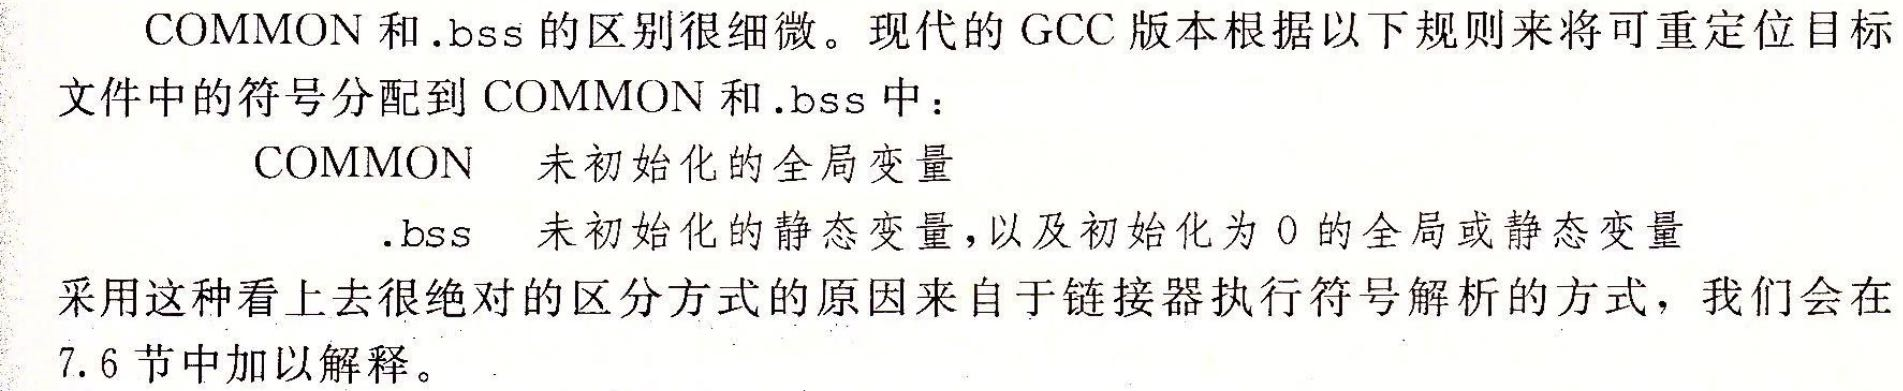 COMMON 和 .bss 的区别很细微。现代的 GCC 版本根据以下规则来将可重定位目标
文件中的符号分配到 COMMON 和 .bss 中：
COMMON 未初始化的全局变量
.bss 未初始化的静态变量，以及初始化为 0 的全局或静态变量
采用这种看上去很绝对的区分方式的原因来自于链接器执行符号解析的方式，我们会在
7.6 节中加以解释。